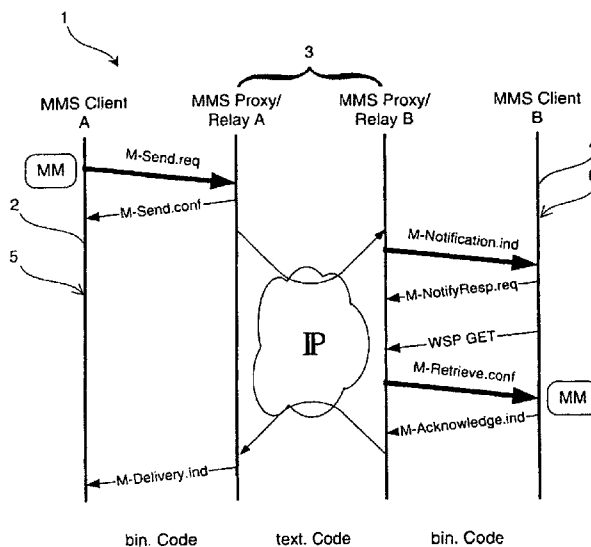 1
3
MMS Client
A
MMS Proxy/
Relay A
MMS Proxy/
Relay B
MMS Client
B
MM
M-Send.req
M-Send.conf
2
5
M-Notification.ind
M-NotifyResp.req
WSP GET
IP
M-Retrieve.conf
MM
M-Acknowledge.ind
M-Delivery.ind
bin. Code
text. Code
bin. Code